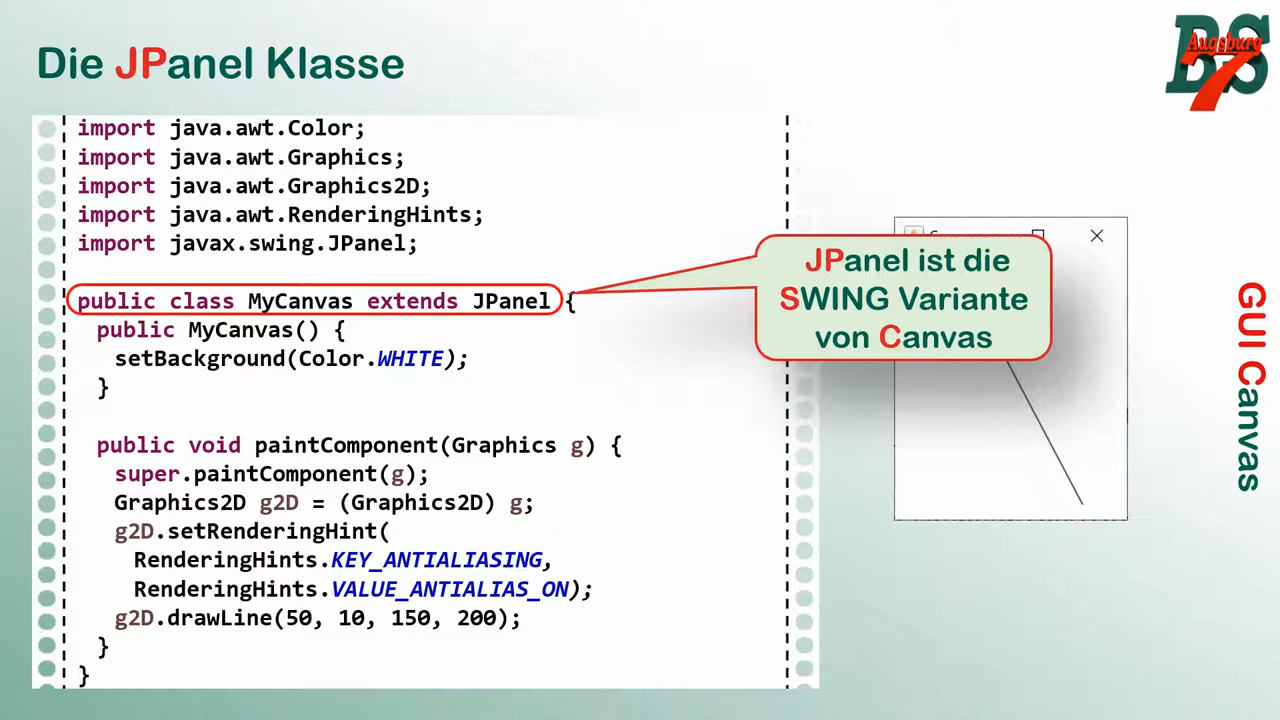 Die JPanel Klasse
BS
Augsburg
7
import java.awt.Color;
import java.awt.Graphics;
import java.awt.Graphics2D;
import java.awt.RenderingHints;
import javax.swing.JPanel;
public class MyCanvas extends JPanel {
public MyCanvas() {
setBackground(Color.WHITE);
}
public void paintComponent(Graphics g) {
super.paintComponent(g);
Graphics2D g2D = (Graphics2D) g;
g2D.setRenderingHint(
RenderingHints.KEY_ANTIALIASING,
RenderingHints.VALUE_ANTIALIAS_ON);
g2D.drawLine(50, 10, 150, 200);
}
}
JPanel ist die
SWING Variante
von Canvas
GUI Canvas